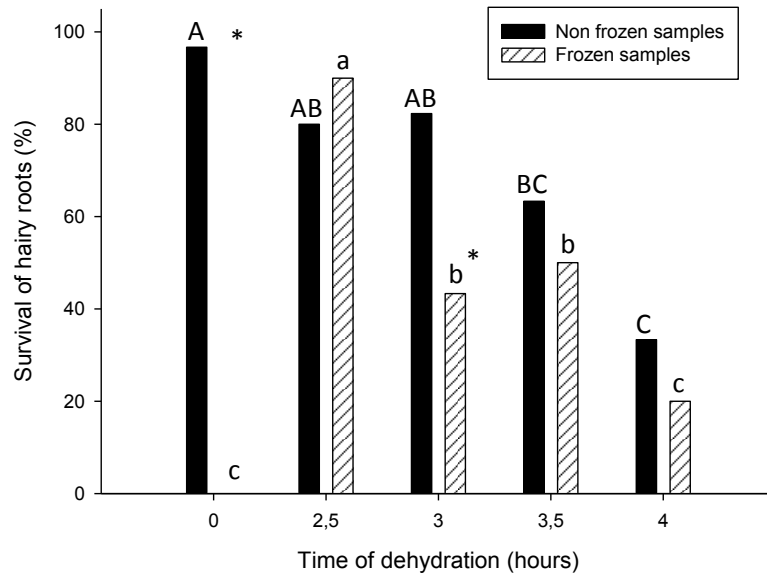 Non frozen samples
Frozen samples
Survival of hairy roots (%)
100
80
60
40
20
0
A *
AB a
AB b *
BC b
C c
c
0 2,5 3 3,5 4
Time of dehydration (hours)